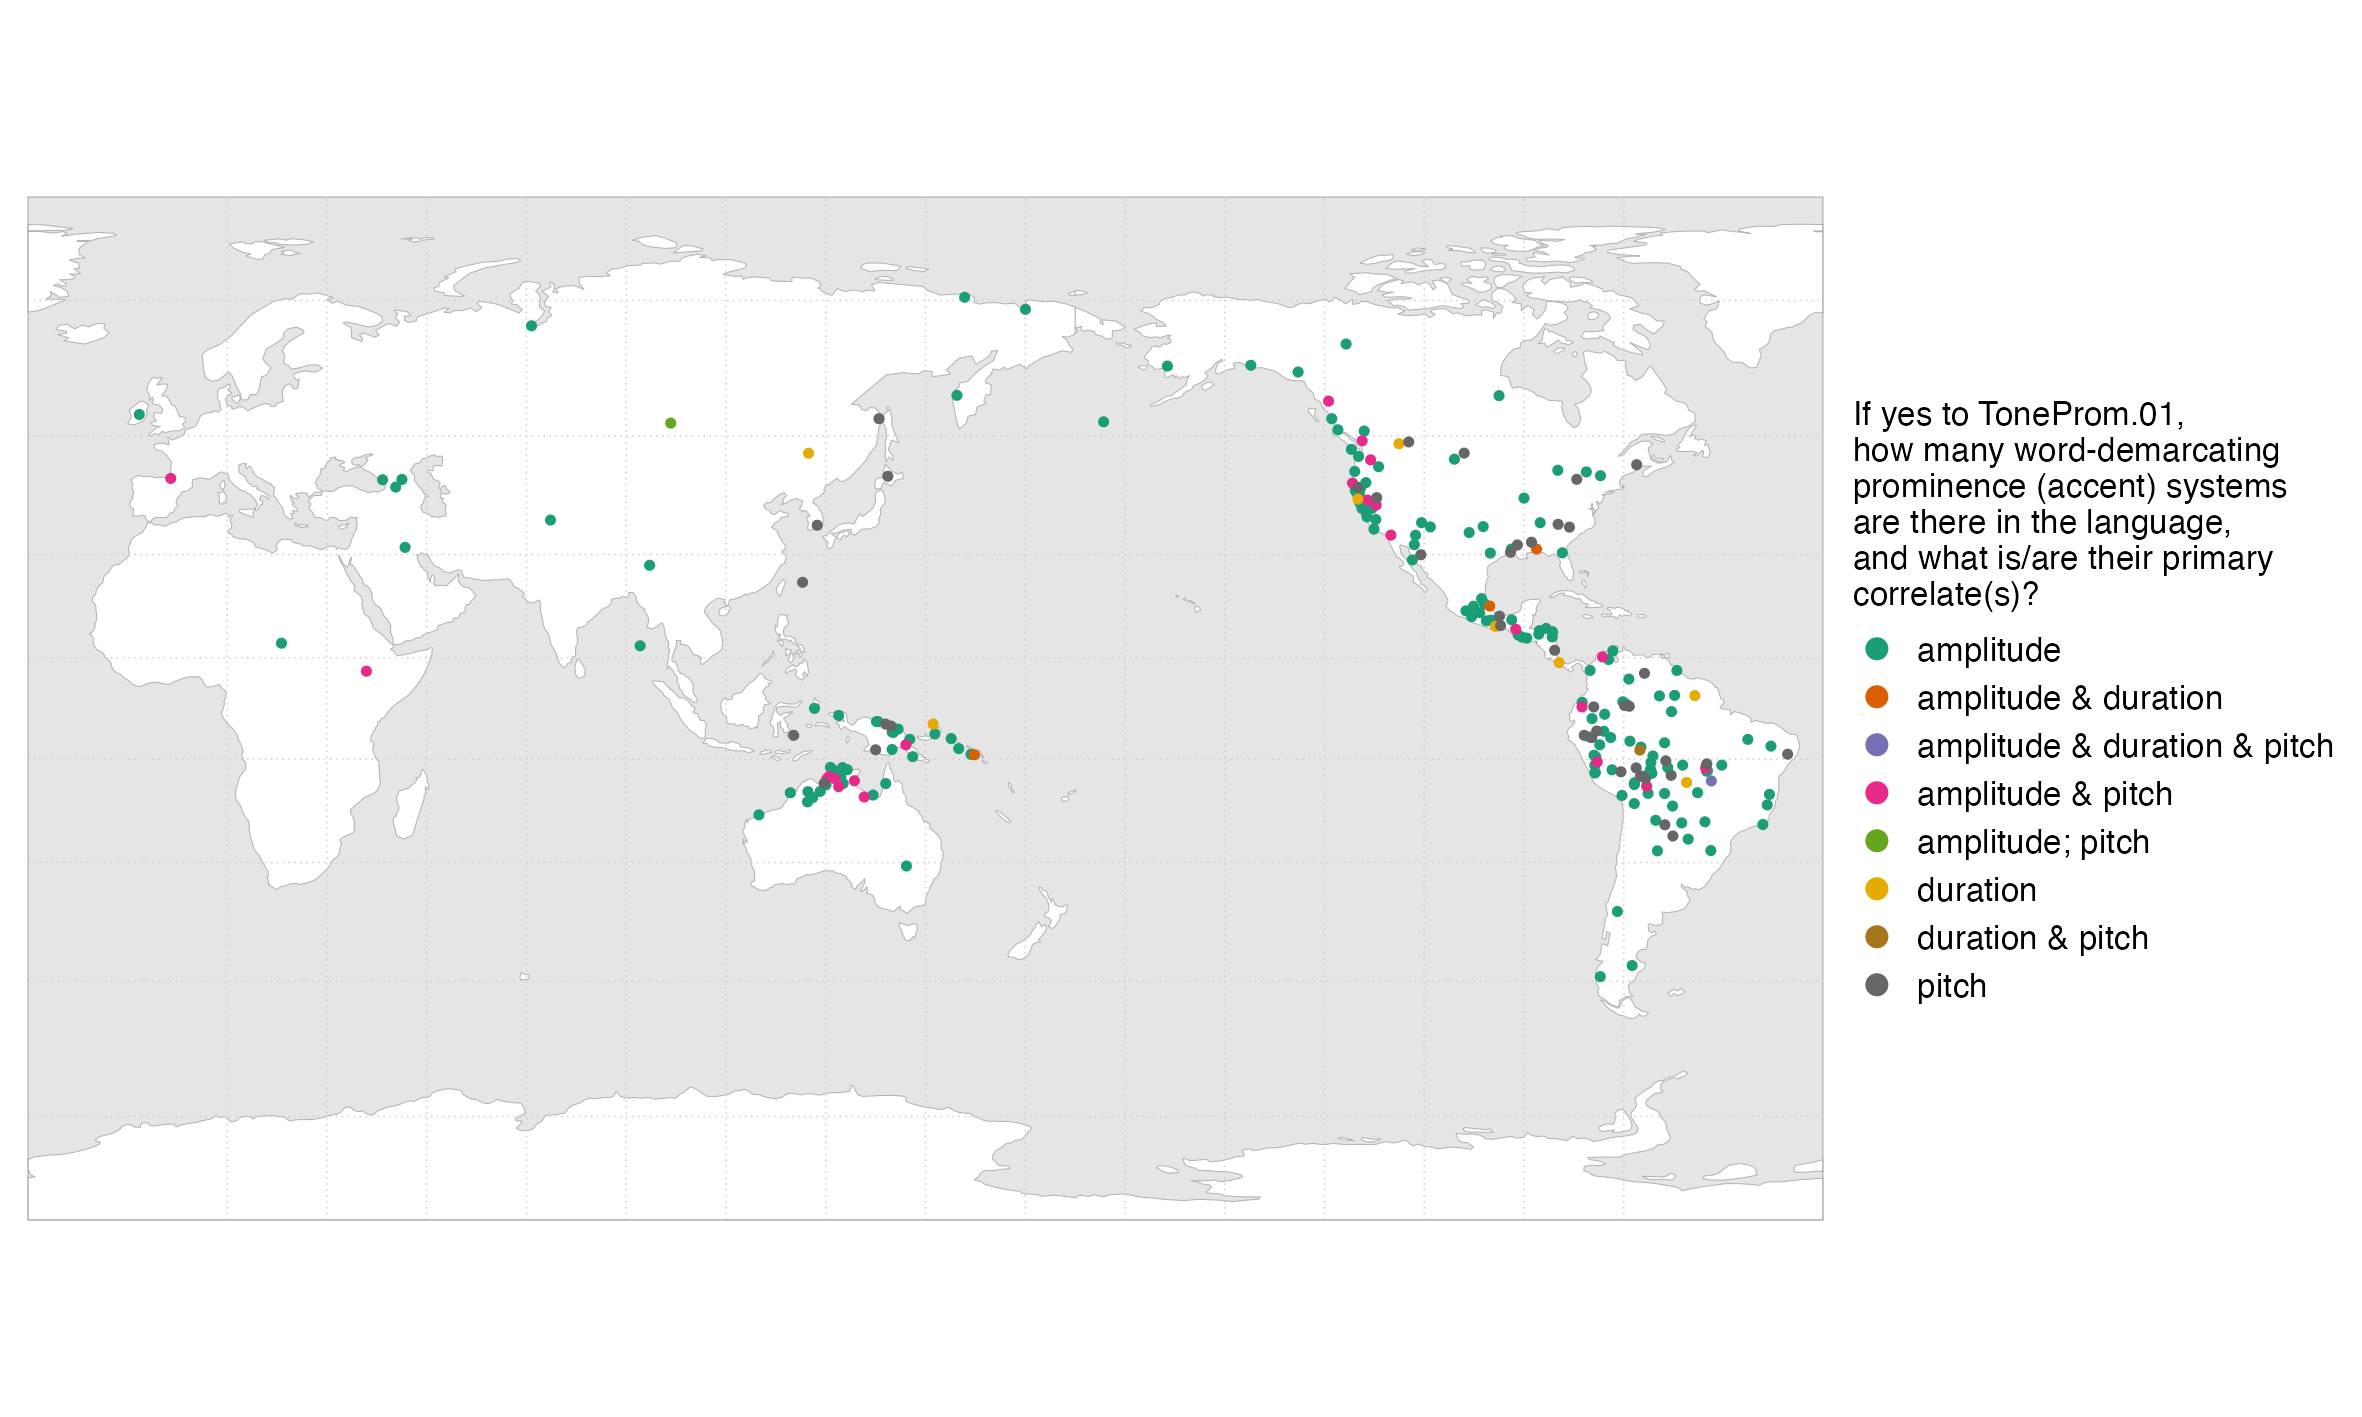 If yes to ToneProm.01,
how many word-demarcating
prominence (accent) systems
are there in the language,
and what is/are their primary
correlate(s)?
amplitude
amplitude & duration
amplitude & duration & pitch
amplitude & pitch
amplitude; pitch
duration
duration & pitch
pitch